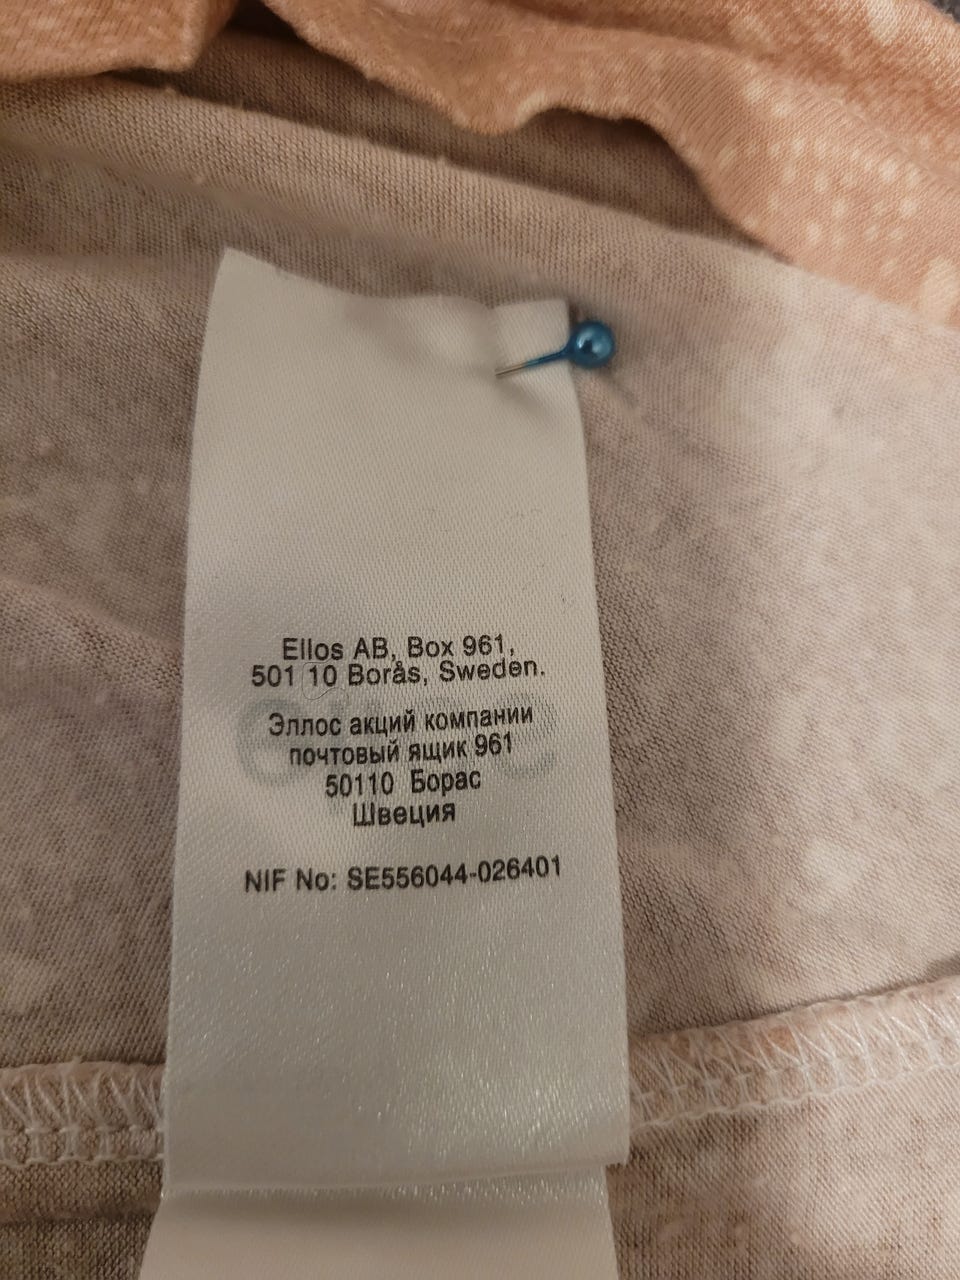 Ellos AB, Box 961,
501 10 Borås, Sweden.
Эллос акций компании
почтовый ящик 961
50110 Борас
Швеция
NIF No: SE556044-026401